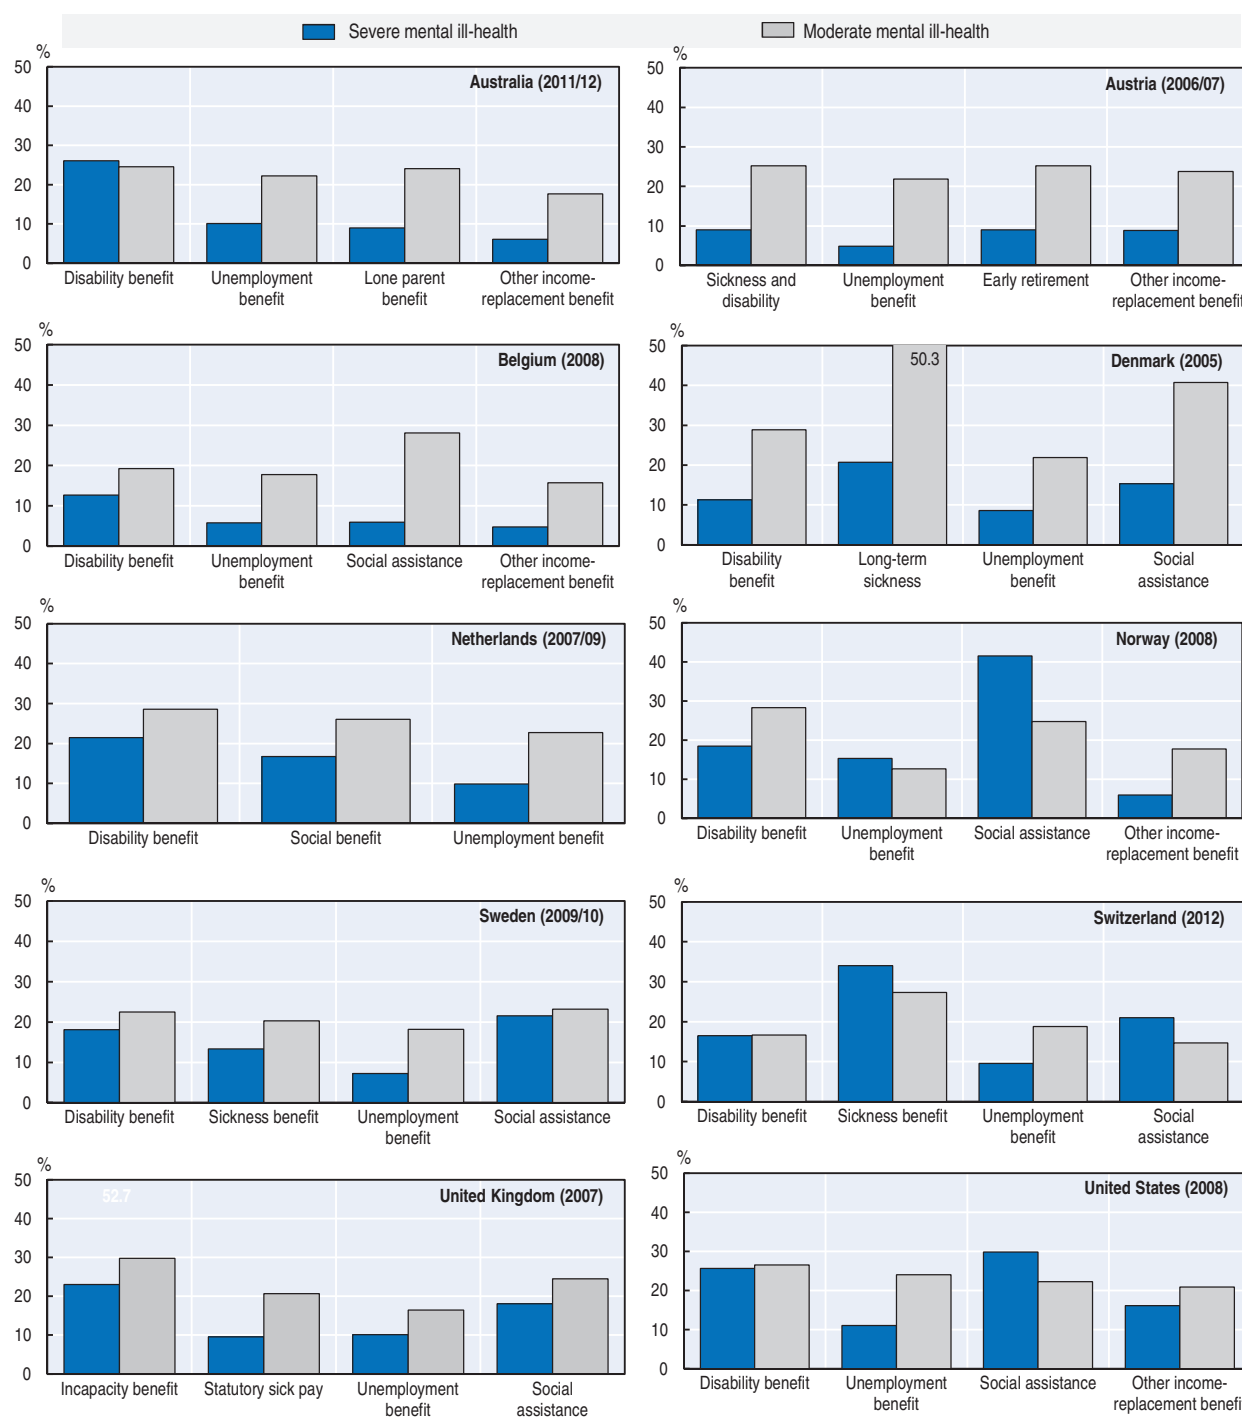 Severe mental ill-health
Moderate mental ill-health
%
50
40
30
20
10
0
Australia (2011/12)
Disability benefit
Unemployment
benefit
Lone parent
benefit
Other income-
replacement benefit
%
50
40
30
20
10
0
Austria (2006/07)
Sickness and
disability
Unemployment
benefit
Early retirement
Other income-
replacement benefit
%
50
40
30
20
10
0
Belgium (2008)
Disability benefit
Unemployment
benefit
Social assistance
Other income-
replacement benefit
50
40
30
20
10
0
50.3
Denmark (2005)
Disability
benefit
Long-term
sickness
Unemployment
benefit
Social
assistance
50
40
30
20
10
0
Netherlands (2007/09)
Disability benefit
Social benefit
Unemployment benefit
%
50
40
30
20
10
0
Norway (2008)
Disability benefit
Unemployment
benefit
Social assistance
Other income-
replacement benefit
%
50
40
30
20
10
0
Sweden (2009/10)
Disability benefit
Sickness benefit
Unemployment
benefit
Social assistance
%
50
40
30
20
10
0
Switzerland (2012)
Disability benefit
Sickness benefit
Unemployment
benefit
Social
assistance
%
50
40
30
20
10
0
52.7
United Kingdom (2007)
Incapacity benefit
Statutory sick pay
Unemployment
benefit
Social
assistance
%
50
40
30
20
10
0
United States (2008)
Disability benefit
Unemployment
benefit
Social assistance
Other income-
replacement benefit